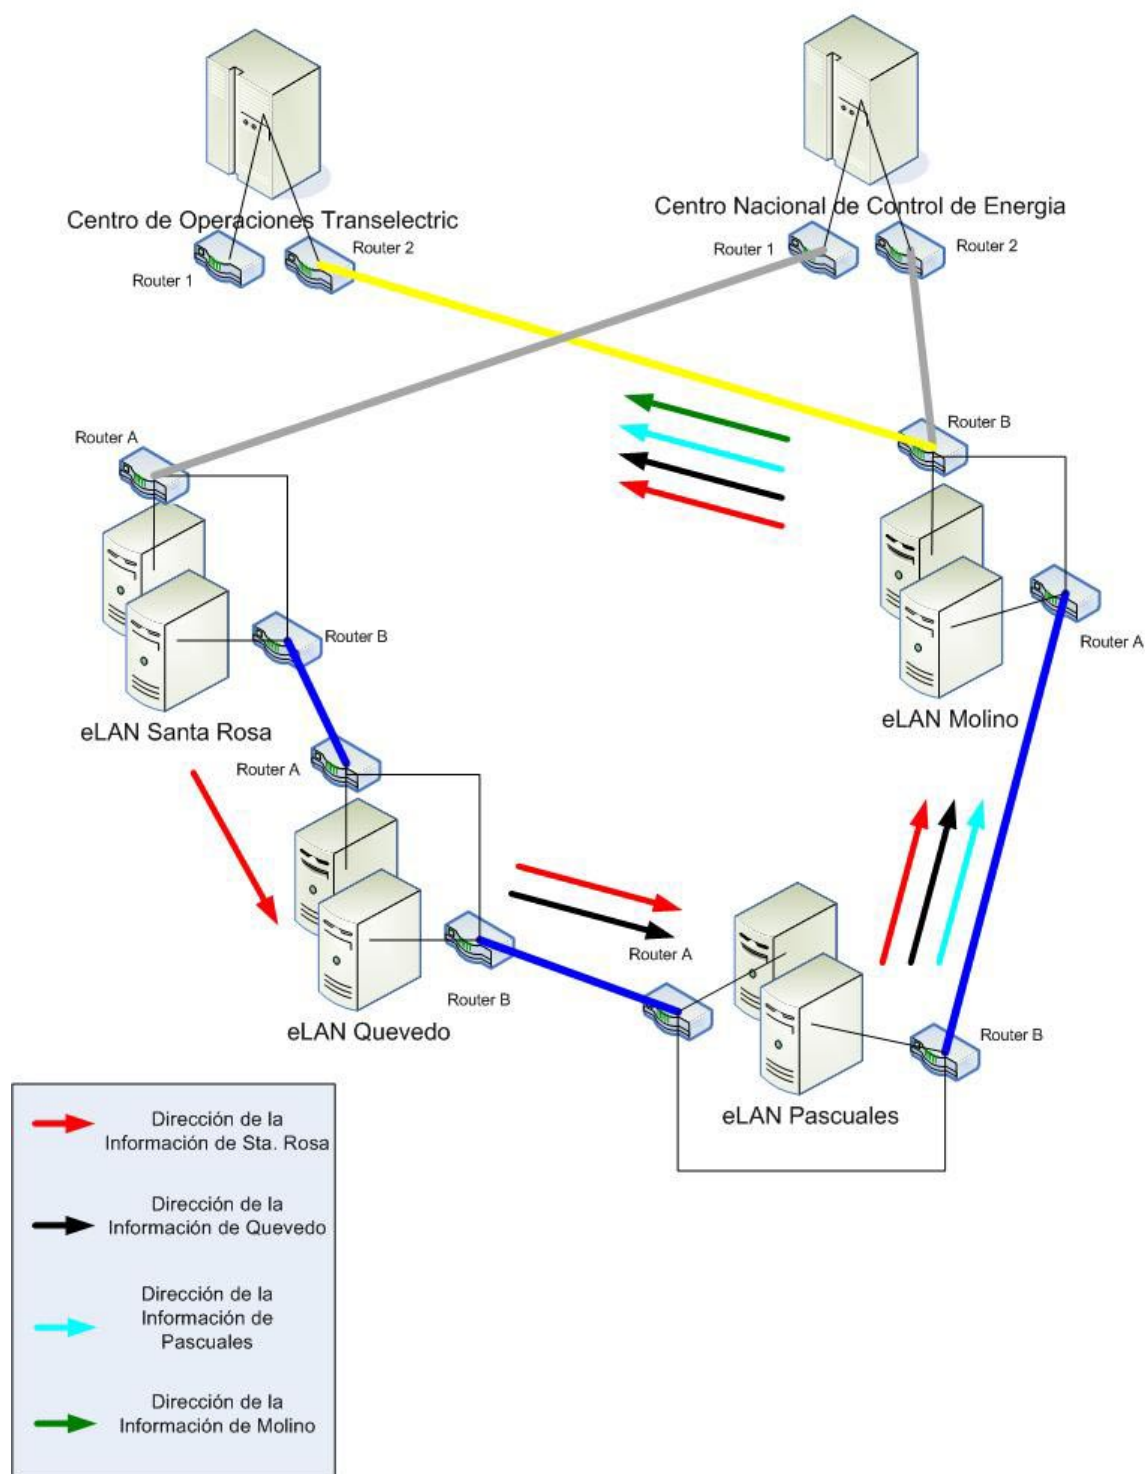 Centro de Operaciones Transelectric
Centro Nacional de Control de Energia
Router 1
Router 2
Router 1
Router 2
Router A
Router B
Router B
Router A
eLAN Santa Rosa
eLAN Molino
Router A
Router B
eLAN Quevedo
Router A
Router B
eLAN Pascuales
Dirección de la
Información de Sta. Rosa
Dirección de la
Información de Quevedo
Dirección de la
Información de
Pascuales
Dirección de la
Información de Molino